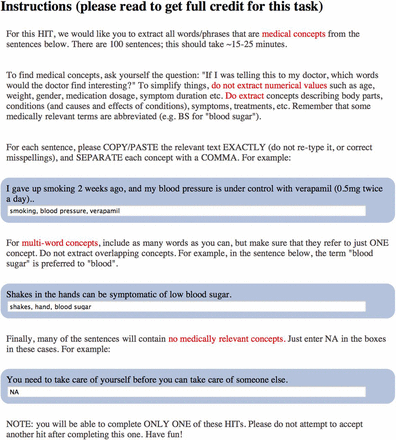 Instructions (please read to get full credit for this task)
For this HIT, we would like you to extract all words/phrases that are medical concepts from the
sentences below. There are 100 sentences; this should take ~15-25 minutes.
To find medical concepts, ask yourself the question: "If I was telling this to my doctor, which words
would the doctor find interesting?" To simplify things, do not extract numerical values such as age,
weight, gender, medication dosage, symptom duration etc. Do extract concepts describing body parts,
conditions (and causes and effects of conditions), symptoms, treatments, etc. Remember that some
medically relevant terms are abbreviated (e.g. BS for "blood sugar").
For each sentence, please COPY/PASTE the relevant text EXACTLY (do not re-type it, or correct
misspellings), and SEPARATE each concept with a COMMA. For example:
I gave up smoking 2 weeks ago, and my blood pressure is under control with verapamil (0.5mg twice
a day)..
smoking, blood pressure, verapamil
For multi-word concepts, include as many words as you can, but make sure that they refer to just ONE
concept. Do not extract overlapping concepts. For example, in the sentence below, the term "blood
sugar" is preferred to "blood".
Shakes in the hands can be symptomatic of low blood sugar.
shakes, hand, blood sugar
Finally, many of the sentences will contain no medically relevant concepts. Just enter NA in the boxes
in these cases. For example:
You need to take care of yourself before you can take care of someone else.
NA
NOTE: you will be able to complete ONLY ONE of these HITs. Please do not attempt to accept
another hit after completing this one. Have fun!